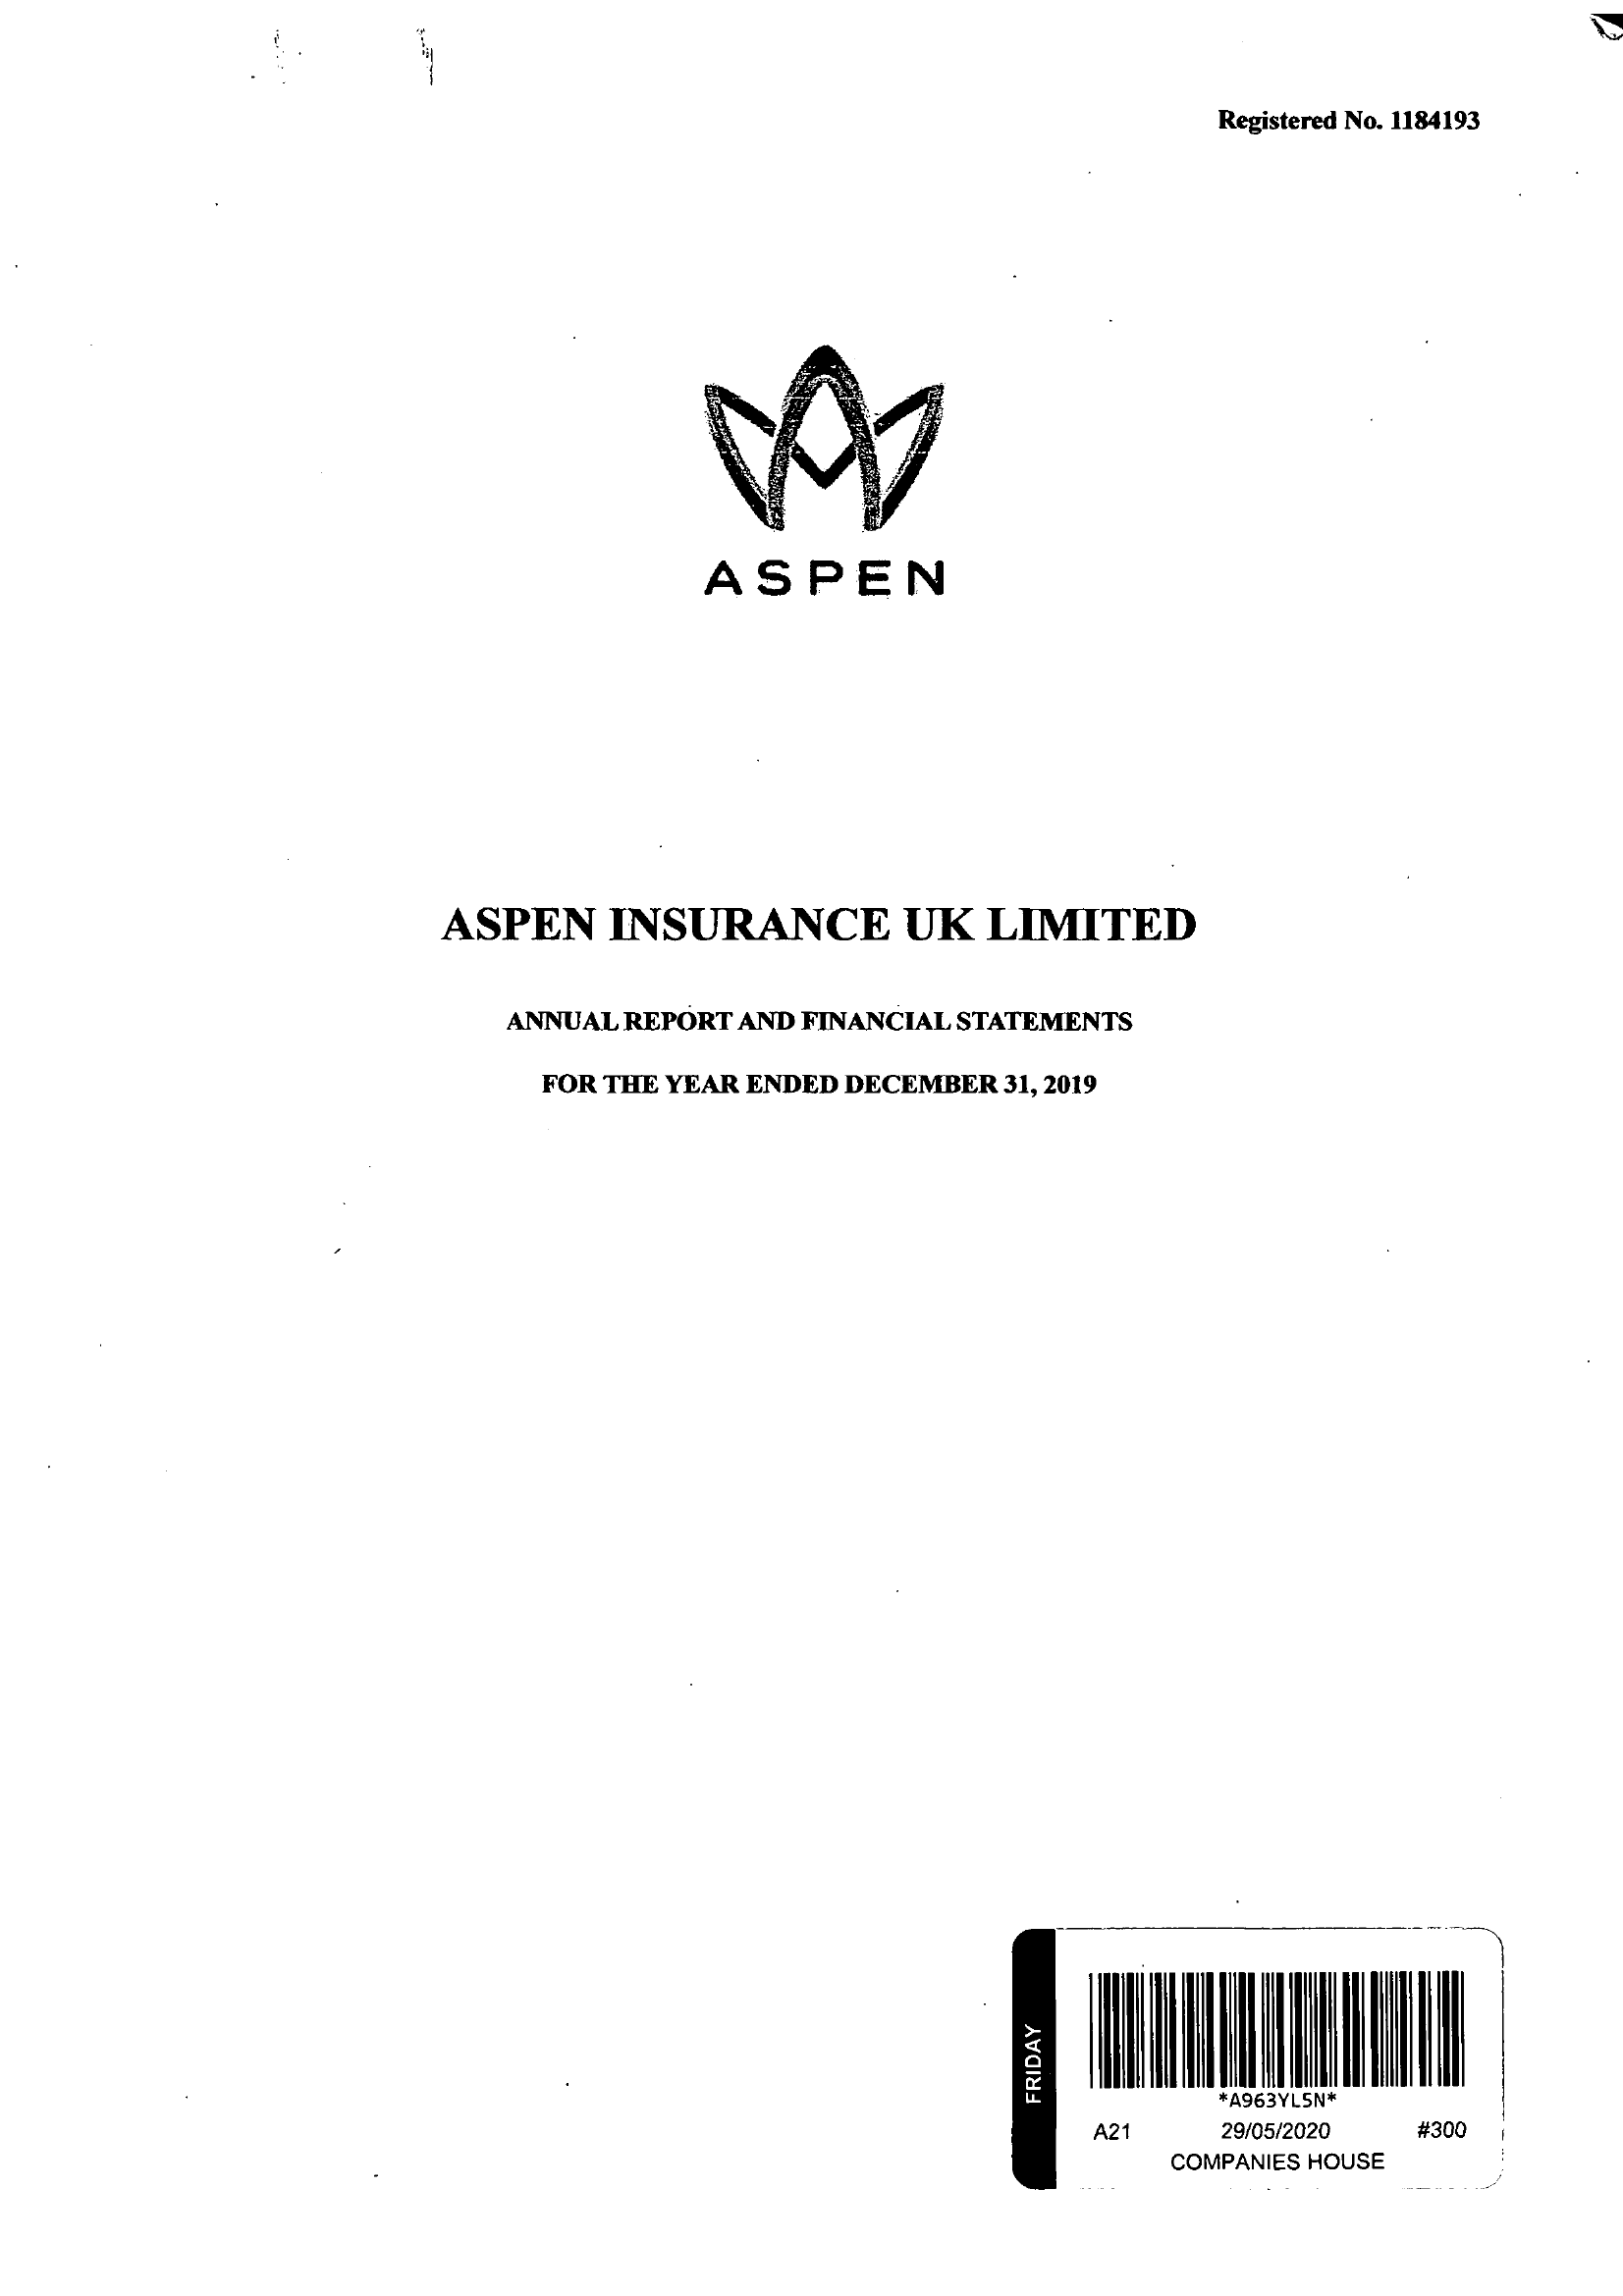 Registered No. 1184193
ASPEN
ASPEN INSURANCE UK LIMITED
ANNUAL REPORT AND FINANCIAL STATEMENTS
FOR THE YEAR ENDED DECEMBER 31, 2019
FRIDAY
*A963YL5N*
A21 29/05/2020 #300
COMPANIES HOUSE